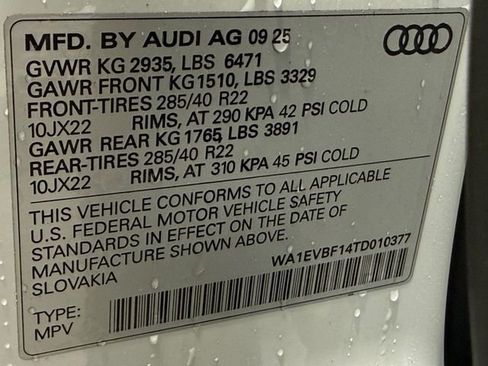 MFD. BY AUDI AG 09 25
GVWR KG 2935, LBS 6471
GAWR FRONT KG1510, LBS 3329
FRONT-TIRES 285/40 R22
10JX22 RIMS, AT 290 KPA 42 PSI COLD
GAWR REAR KG 1765 LBS 3891
REAR-TIRES 285/40 R22
10JX22 RIMS, AT 310 KPA 45 PSI COLD
THIS VEHICLE CONFORMS TO ALL APPLICABLE
U.S. FEDERAL MOTOR VEHICLE SAFETY
STANDARDS IN EFFECT ON THE DATE OF
MANUFACTURE SHOWN ABOVE.
SLOVAKIA
WA1EVBF14TD010377
TYPE:
MPV